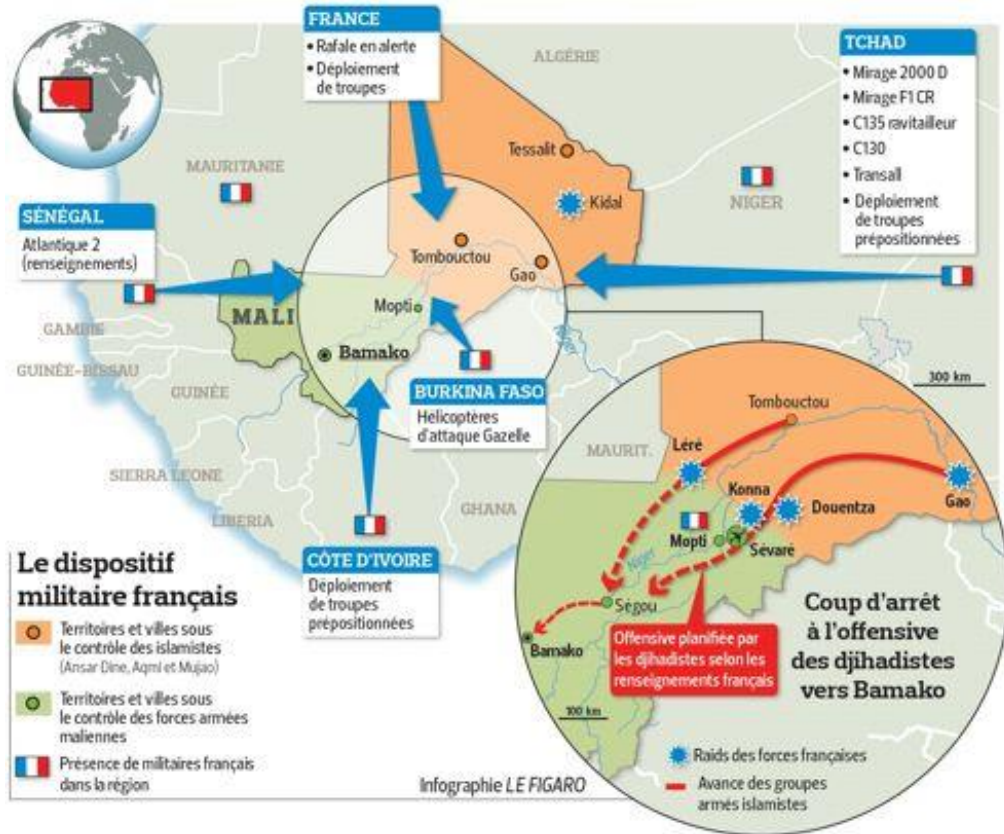 FRANCE
• Rafale en alerte
• Déploiement
de troupes
ALGÉRIE
TCHAD
• Mirage 2000 D
• Mirage F1 CR
• C135 ravitailleur
• C130
• Transall
• Déploiement
de troupes
prépositionnées
MAURITANIE
Tessalit
Kidal
NIGER
SÉNÉGAL
Atlantique 2
(renseignements)
Tombouctou
Gao
Mopti
MALI
Bamako
GAMBIE
GUINÉE-BISSAU
GUINÉE
BURKINA FASO
Hélicoptères
d'attaque Gazelle
300 km
SIERRA LEONE
LIBERIA
GHANA
CÔTE D'IVOIRE
Déploiement
de troupes
prépositionnées
MAURIT.
Tombouctou
Léré
Konna
Douentza
Gao
Mopti
Sévaré
Niger
Ségou
Bamako
Offensive planifiée par
les djihadistes selon les
renseignements français
100 km
Coup d'arrêt
à l'offensive
des djihadistes
vers Bamako
Raids des forces françaises
Avance des groupes
armés islamistes
Le dispositif
militaire français
Territoires et villes sous
le contrôle des islamistes
(Ansar Dine, Aqmi et Mujao)
Territoires et villes sous
le contrôle des forces armées
maliennes
Présence de militaires français
dans la région
Infographie LE FIGARO